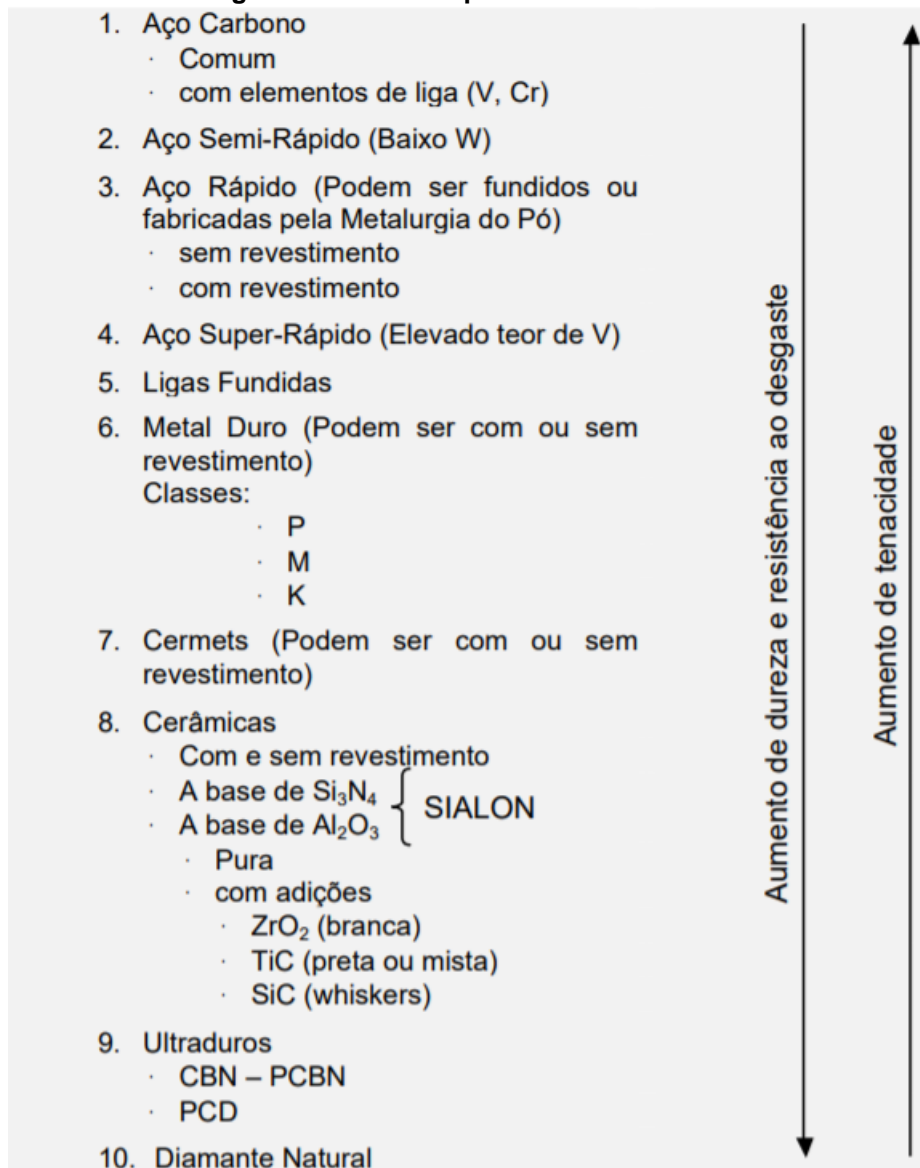 1. Aço Carbono
· Comum
· com elementos de liga (V, Cr)
2. Aço Semi-Rápido (Baixo W)
3. Aço Rápido (Podem ser fundidos ou
fabricadas pela Metalurgia do Pó)
· sem revestimento
· com revestimento
4. Aço Super-Rápido (Elevado teor de V)
5. Ligas Fundidas
6. Metal Duro (Podem ser com ou sem
revestimento)
Classes:
· P
· M
· K
7. Cermets (Podem ser com ou sem
revestimento)
8. Cerâmicas
· Com e sem revestimento
· A base de Si₃N₄
· A base de Al₂O₃
SIALON
· Pura
· com adições
· ZrO₂ (branca)
· TiC (preta ou mista)
· SiC (whiskers)
9. Ultraduros
· CBN – PCBN
· PCD
10. Diamante Natural
Aumento de dureza e resistência ao desgaste
Aumento de tenacidade